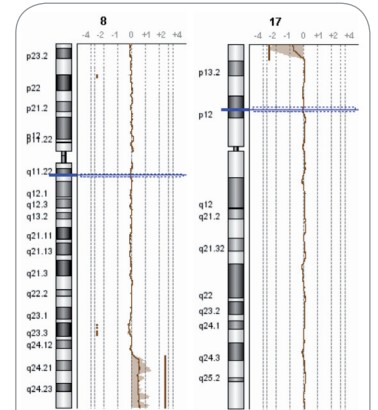 8
-4 -2 -1 0 +1 +2 +4
p23.2
p22
p21.2
p12
p11.22
q11.22
q12.1
q12.3
q13.2
q21.11
q21.13
q21.3
q22.2
q23.1
q23.3
q24.12
q24.21
q24.23
17
-4 -2 -1 0 +1 +2 +4
p13.2
p12
q12
q21.2
q21.32
q22
q23.2
q24.1
q24.3
q25.2